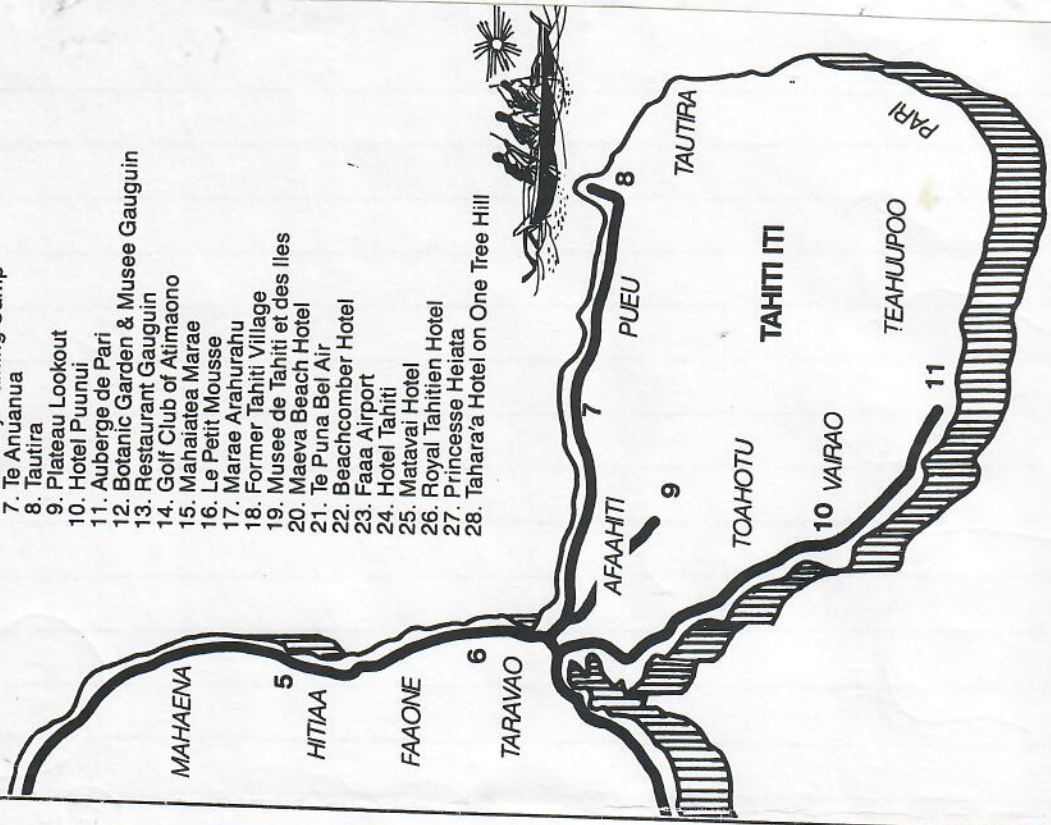 7. Te Anuanua
8. Tautira
9. Plateau Lookout
10. Hotel Puunui
11. Auberge de Pari
12. Botanic Garden & Musee Gauguin
13. Restaurant Gauguin
14. Golf Club of Atimaono
15. Mahaiatea Marae
16. Le Petit Mousse
17. Marae Arahurahu
18. Former Tahiti Village
19. Musee de Tahiti et des Iles
20. Maeva Beach Hotel
21. Te Puna Bel Air
22. Beachcomber Hotel
23. Faaa Airport
24. Hotel Tahiti
25. Matavai Hotel
26. Royal Tahitien Hotel
27. Princesse Heiata
28. Tahara'a Hotel on One Tree Hill
MAHAENA
5
HITIAA
FAAONE
6
TARAVAO
AFAAHITI
7
PUEU
8
TAUTIRA
9
TOAHOTU
TAHITI ITI
PARI
10 VAIRAO
TEAHUUPOO
11